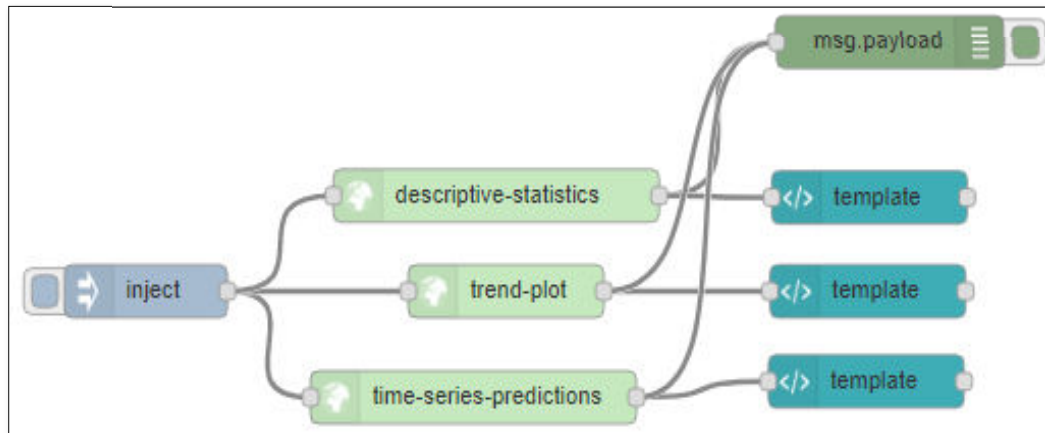 msg.payload
descriptive-statistics
</> template
inject
trend-plot
</> template
time-series-predictions
</> template